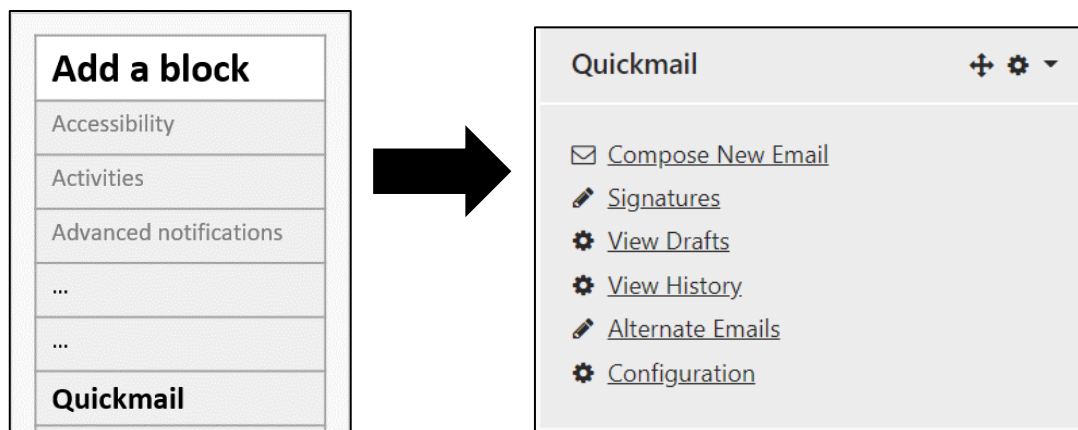 Add a block
Accessibility
Activities
Advanced notifications
...
...
Quickmail
Quickmail
Compose New Email
Signatures
View Drafts
View History
Alternate Emails
Configuration